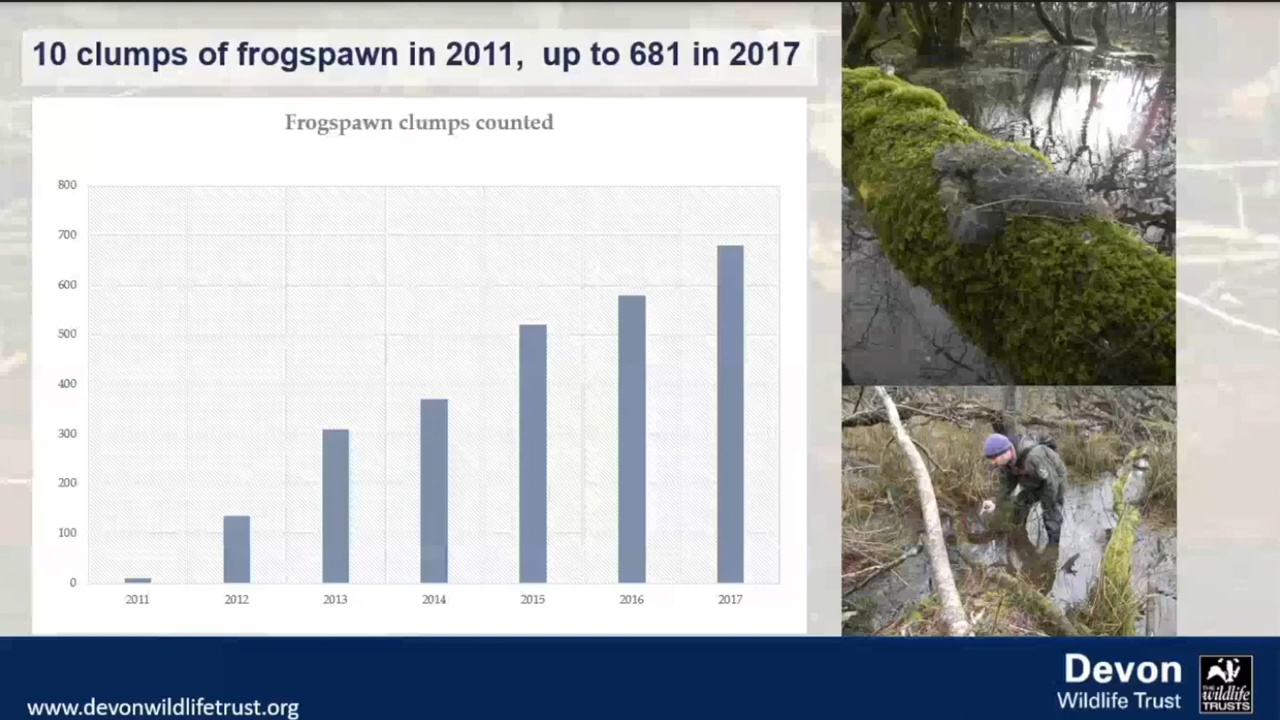 10 clumps of frogspawn in 2011, up to 681 in 2017
Frogspawn clumps counted
800
700
600
500
400
300
200
100
0
2011 2012 2013 2014 2015 2016 2017
www.devonwildlifetrust.org
Devon
Wildlife Trust
THE
wildlife
TRUSTS